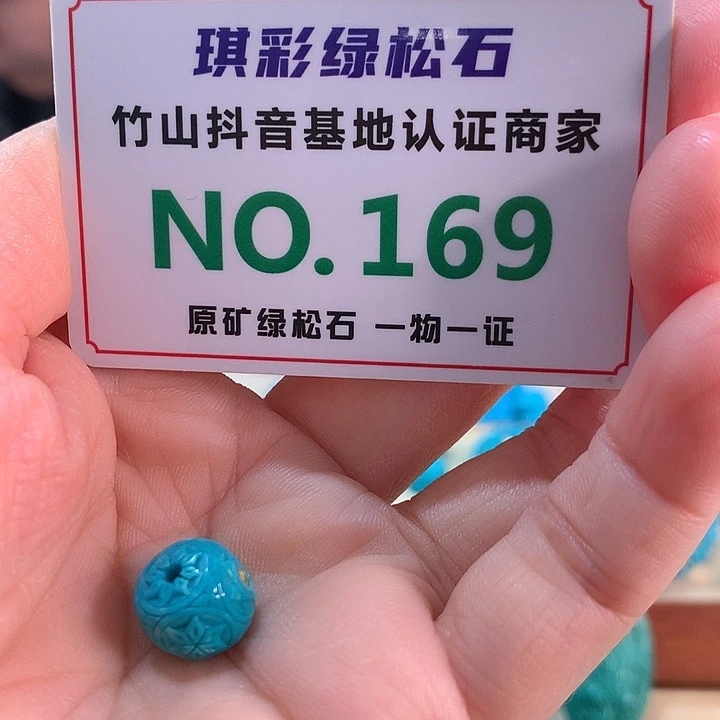 琪彩绿松石
竹山抖音基地认证商家
NO.169
原矿绿松石 一物一证